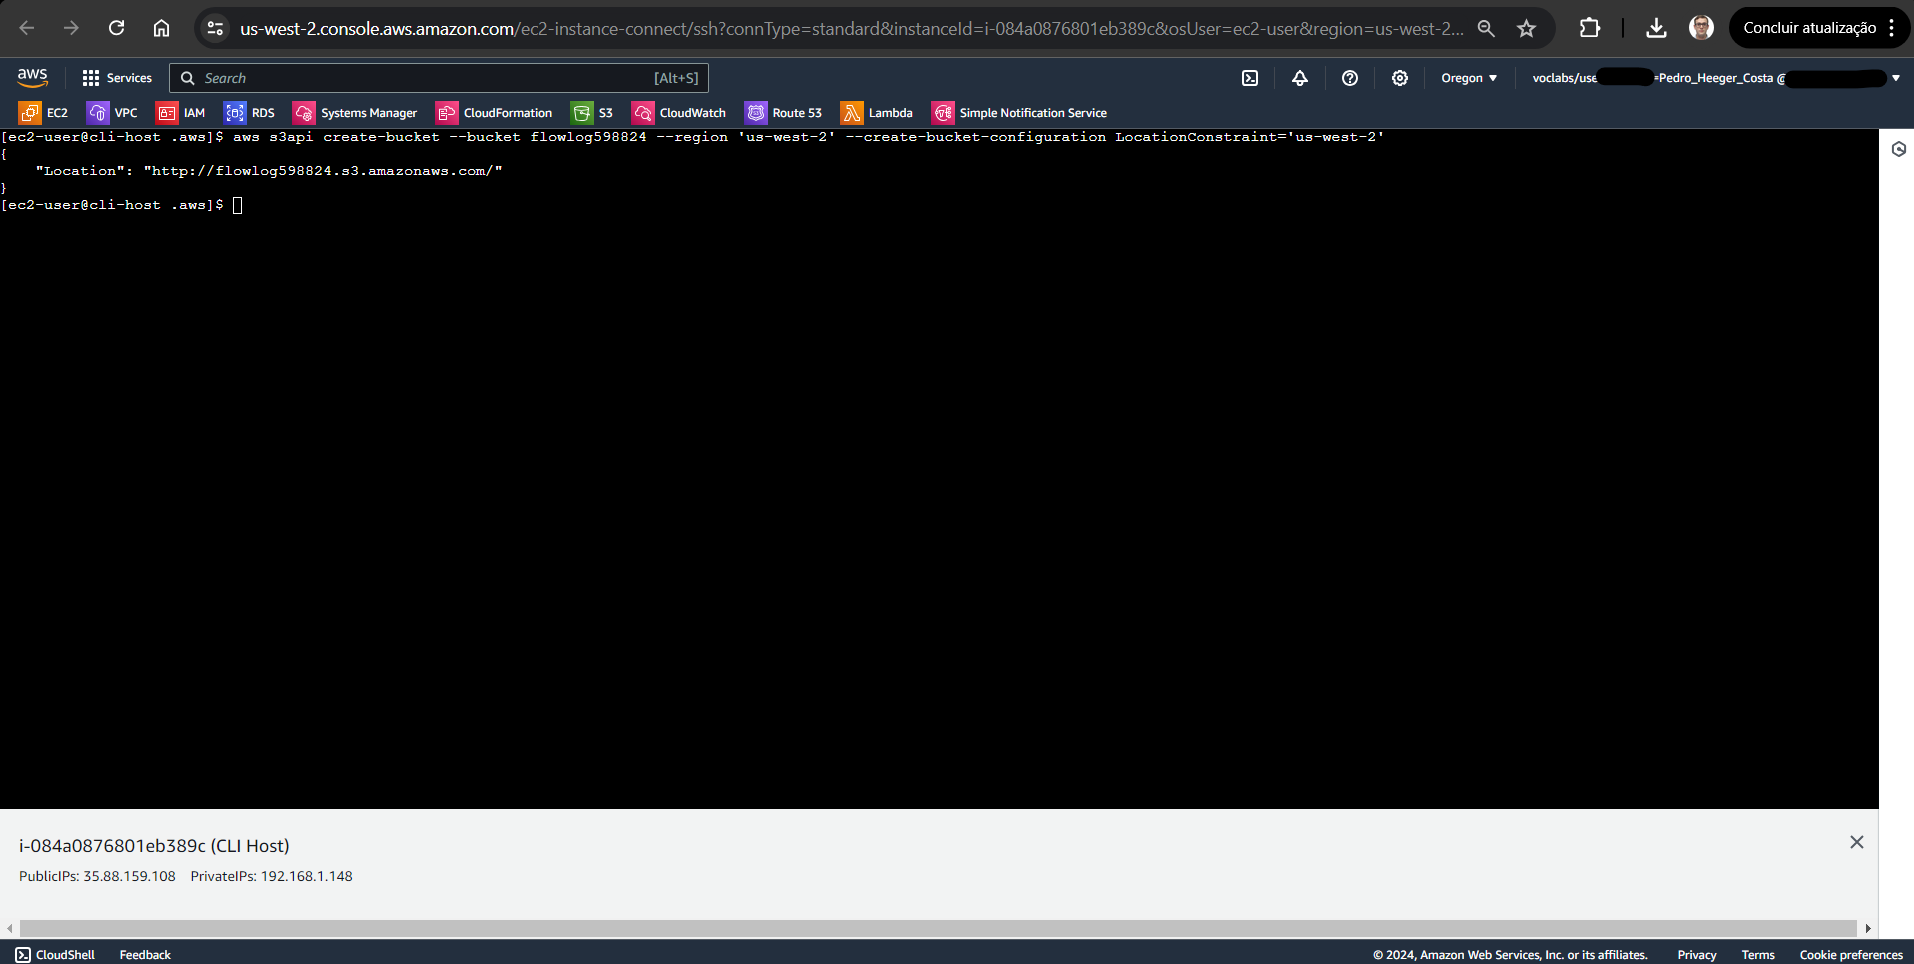 us-west-2.console.aws.amazon.com/ec2-instance-connect/ssh?connType=standard&instanceId=i-084a0876801eb389c&osUser=ec2-user&region=us-west-2... Concluir atualização
aws Services Search [Alt+S] Oregon voclabs/use =Pedro_Heeger_Costa @
EC2 VPC IAM RDS Systems Manager CloudFormation S3 CloudWatch Route 53 Lambda Simple Notification Service
[ec2-user@cli-host .aws]$ aws s3api create-bucket --bucket flowlog598824 --region 'us-west-2' --create-bucket-configuration LocationConstraint='us-west-2'
{
    "Location": "http://flowlog598824.s3.amazonaws.com/"
}
[ec2-user@cli-host .aws]$
i-084a0876801eb389c (CLI Host)
PublicIPs: 35.88.159.108 PrivateIPs: 192.168.1.148
CloudShell Feedback © 2024, Amazon Web Services, Inc. or its affiliates. Privacy Terms Cookie preferences